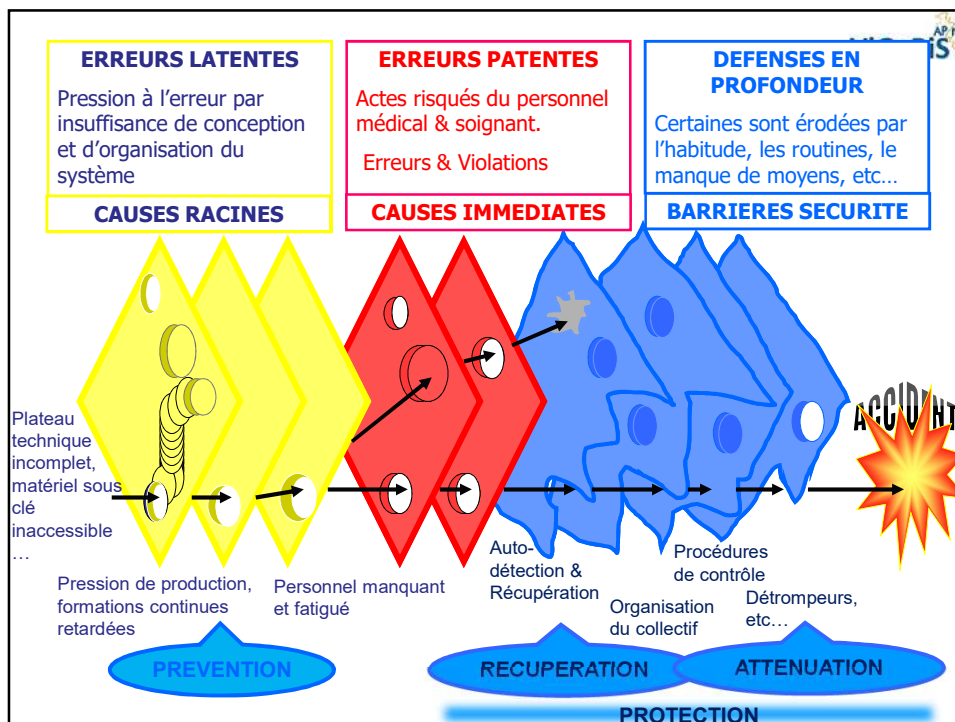 ERREURS LATENTES
Pression à l'erreur par
insuffisance de conception
et d'organisation du
système
CAUSES RACINES
ERREURS PATENTES
Actes risqués du personnel
médical & soignant.
Erreurs & Violations
CAUSES IMMEDIATES
DEFENSES EN
PROFONDEUR
Certaines sont érodées par
l'habitude, les routines, le
manque de moyens, etc…
BARRIERES SECURITE
Plateau
technique
incomplet,
matériel sous
clé
inaccessible
…
Pression de production,
formations continues
retardées
Personnel manquant
et fatigué
Auto-
détection &
Récupération
Organisation
du collectif
Procédures
de contrôle
Détrompeurs,
etc…
ACCIDENT
PREVENTION
RECUPERATION
ATTENUATION
PROTECTION